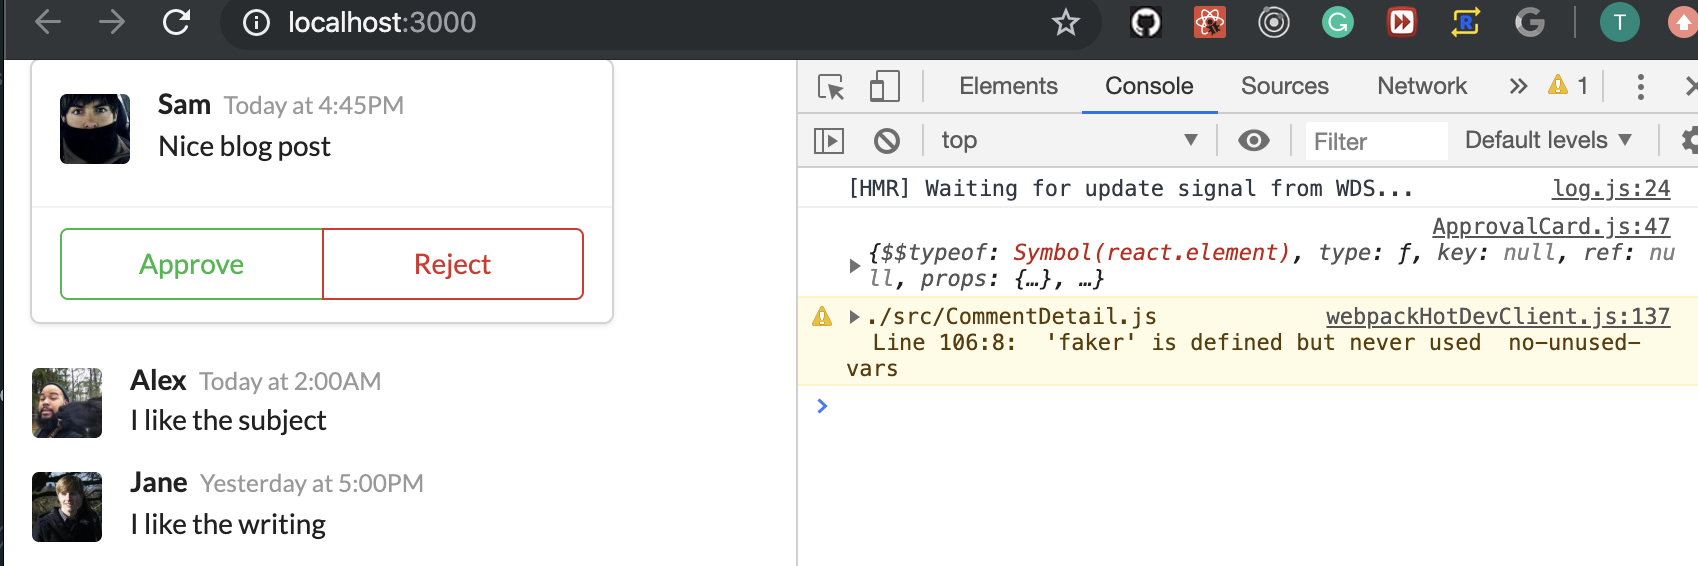 localhost:3000
T
Sam Today at 4:45PM
Nice blog post
Approve Reject
Alex Today at 2:00AM
I like the subject
Jane Yesterday at 5:00PM
I like the writing
Elements Console Sources Network » 1
top Filter Default levels ▼
[HMR] Waiting for update signal from WDS... log.js:24
ApprovalCard.js:47
{$$typeof: Symbol(react.element), type: ƒ, key: null, ref: nu
ll, props: {…}, …}
./src/CommentDetail.js webpackHotDevClient.js:137
Line 106:8: 'faker' is defined but never used no-unused-
vars